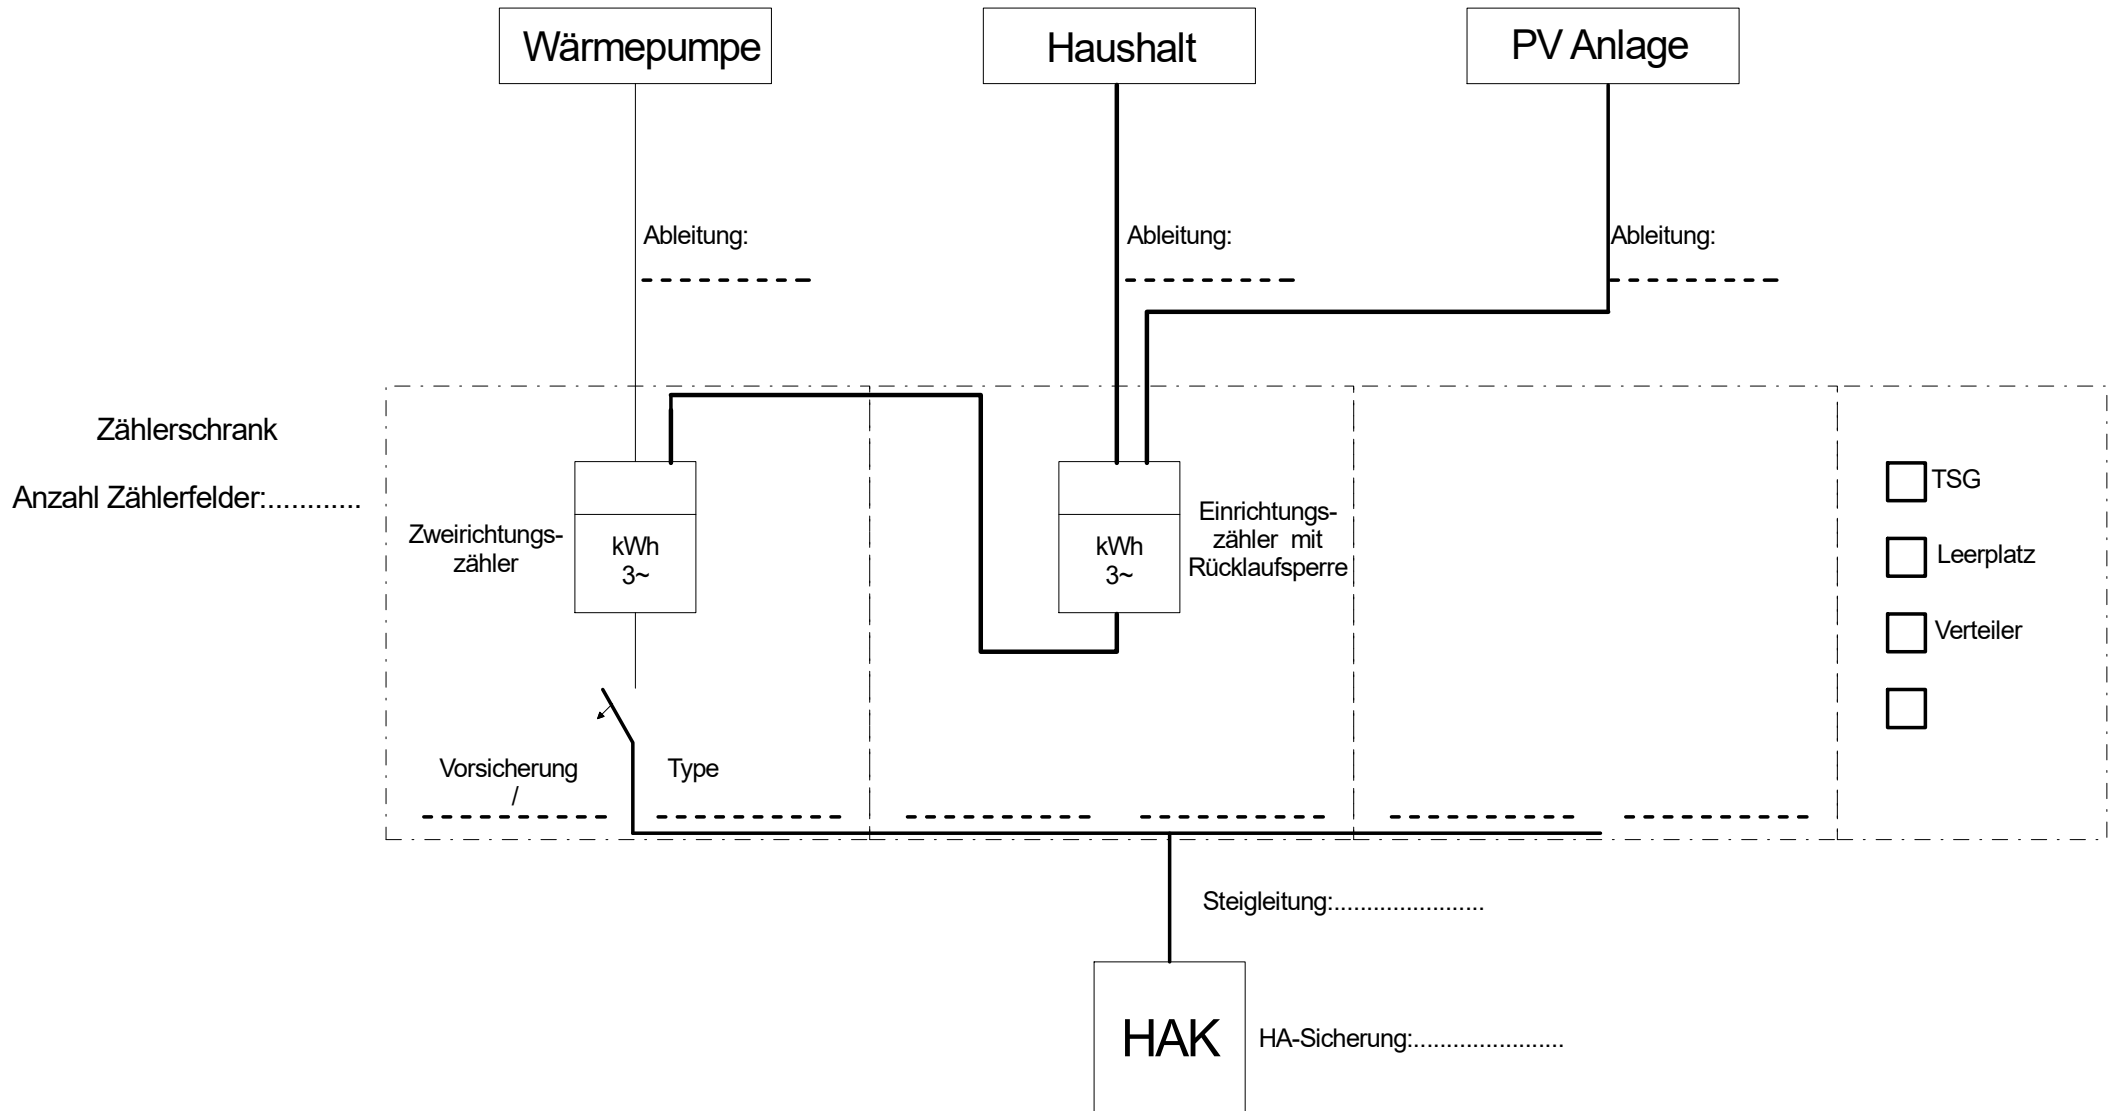 Wärmepumpe
Haushalt
PV Anlage
Ableitung:
Ableitung:
Ableitung:
Zählerschrank
Anzahl Zählerfelder:............
Zweirichtungs-
zähler
kWh
3~
kWh
3~
Einrichtungs-
zähler mit
Rücklaufsperre
TSG
Leerplatz
Verteiler
Vorsicherung
/
Type
Steigleitung:.......................
HAK
HA-Sicherung:.......................